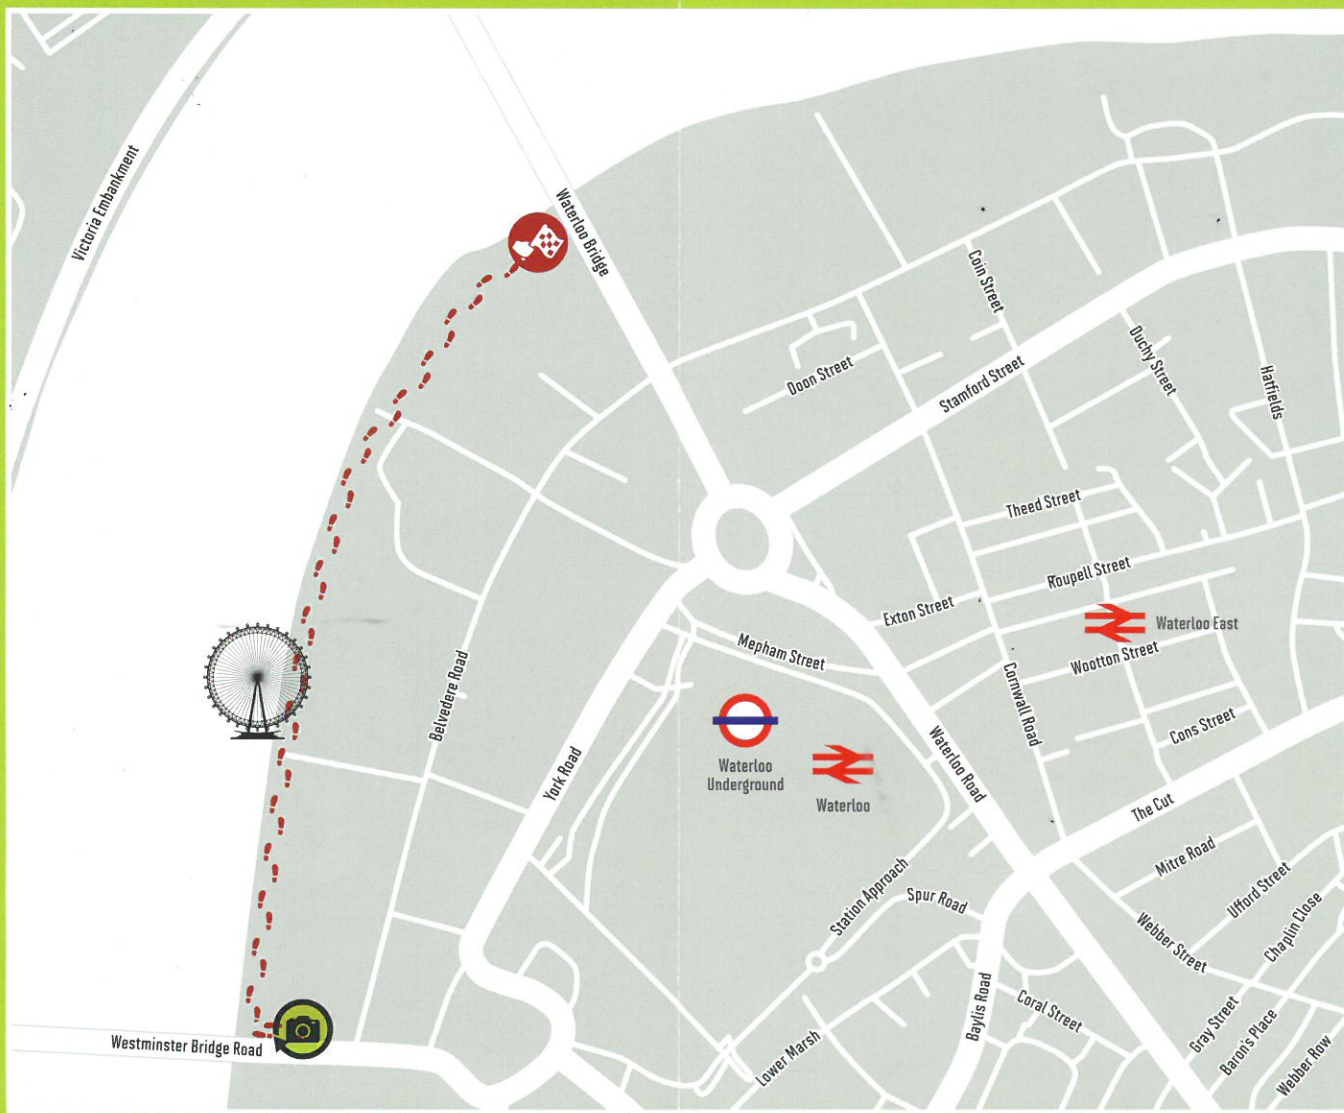 Victoria Embankment
Waterloo Bridge
Coin Street
Duchy Street
Hatfields
Doon Street
Stamford Street
Theed Street
Roupell Street
Exton Street
Waterloo East
Mepham Street
Wootton Street
Belvedere Road
Cornwall Road
Cons Street
York Road
Waterloo
Underground
Waterloo
Waterloo Road
The Cut
Mitre Road
Station Approach
Spur Road
Ufford Street
Chaplin Close
Webber Street
Baylis Road
Coral Street
Gray Street
Baron's Place
Webber Row
Westminster Bridge Road
Lower Marsh